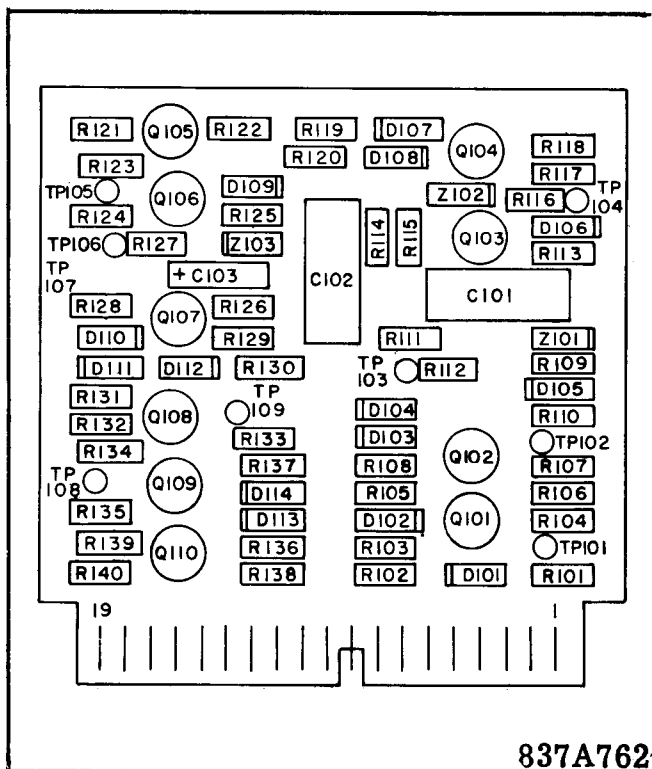 R121 Q105 R122 R119 D107
R123 R120 D108 Q104 R118
R117
TP105 Q106 D109 Z102 R116 TP 104
R124 R125 R114 R115 D106
TP106 R127 Z103 Q103 R113
TP 107 + C103 C102 C101
R128 Q107 R126
D110 R129 R111 Z101
D111 D112 R130 TP 103 R112 R109
D105
R131 TP 109 D104 R110
R132 Q108 R133 D103 TP102
R134 R137 R108 Q102 R107
TP 108 Q109 D114 R105 R106
R135 D113 D102 Q101 R104
R139 Q110 R136 R103 TP101
R140 R138 R102 D101 R101
19 1
837A762